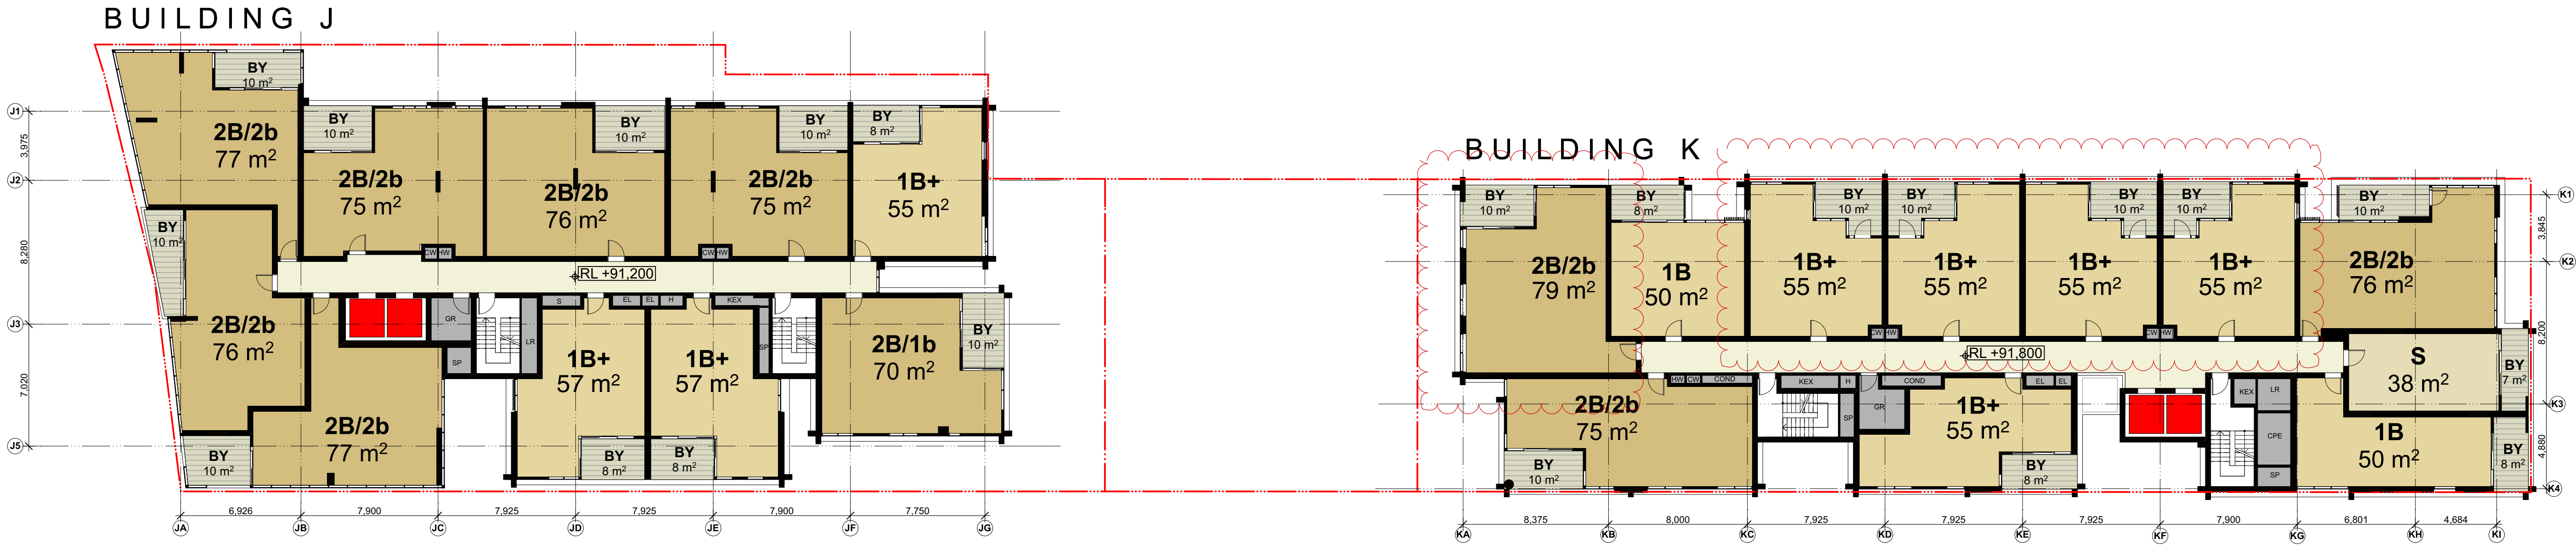 BUILDING J
BY
10 m²
2B/2b
77 m²
BY
10 m²
2B/2b
75 m²
BY
10 m²
2B/2b
76 m²
BY
10 m²
2B/2b
75 m²
BY
8 m²
1B+
55 m²
BY
10 m²
2B/2b
76 m²
CW HW
CW HW
RL +91,200
GR
SP
LR
S
EL
EL
H
KEX
SP
2B/2b
77 m²
BY
10 m²
1B+
57 m²
BY
8 m²
1B+
57 m²
BY
8 m²
2B/1b
70 m²
BY
10 m²
J1
3,975
J2
8,280
J3
7,020
J5
6,926
7,900
7,925
7,925
7,900
7,750
JA
JB
JC
JD
JE
JF
JG
BUILDING K
BY
10 m²
2B/2b
79 m²
BY
8 m²
1B
50 m²
BY
10 m²
1B+
55 m²
BY
10 m²
1B+
55 m²
BY
10 m²
1B+
55 m²
BY
10 m²
1B+
55 m²
BY
10 m²
2B/2b
76 m²
CW HW
CW HW
RL +91,800
S
38 m²
BY
7 m²
HW
CW
COND
KEX
H
SP
GR
COND
EL
EL
KEX
LR
CPE
SP
2B/2b
75 m²
BY
10 m²
1B+
55 m²
BY
8 m²
1B
50 m²
BY
8 m²
K1
3,845
K2
8,200
K3
4,880
K4
8,375
8,000
7,925
7,925
7,925
7,900
6,801
4,684
KA
KB
KC
KD
KE
KF
KG
KH
KI